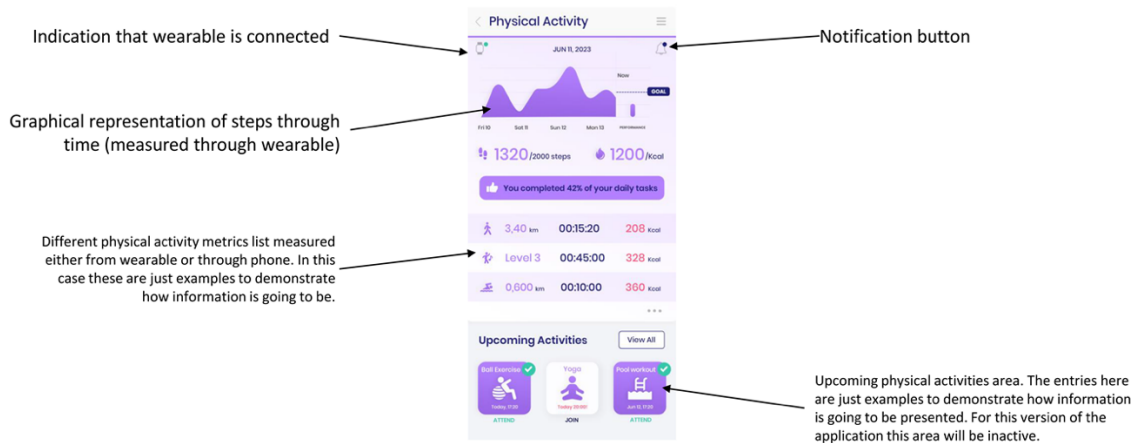 Physical Activity
Indication that wearable is connected
Notification button
JUN 11, 2023
Now
GOAL
Graphical representation of steps through
time (measured through wearable)
Fri 10 Sat 11 Sun 12 Mon 13 PERFORMANCE
1320/2000 steps 1200/Kcal
You completed 42% of your daily tasks
3,40 km 00:15:20 208 Kcal
Level 3 00:45:00 328 Kcal
0,600 km 00:10:00 360 Kcal
Different physical activity metrics list measured
either from wearable or through phone. In this
case these are just examples to demonstrate
how information is going to be.
Upcoming Activities View All
Ball Exercise Yoga Pool workout
Today, 17:20 Today
ATTEND JOIN ATTEND
Upcoming physical activities area. The entries here
are just examples to demonstrate how information
is going to be presented. For this version of the
application this area will be inactive.